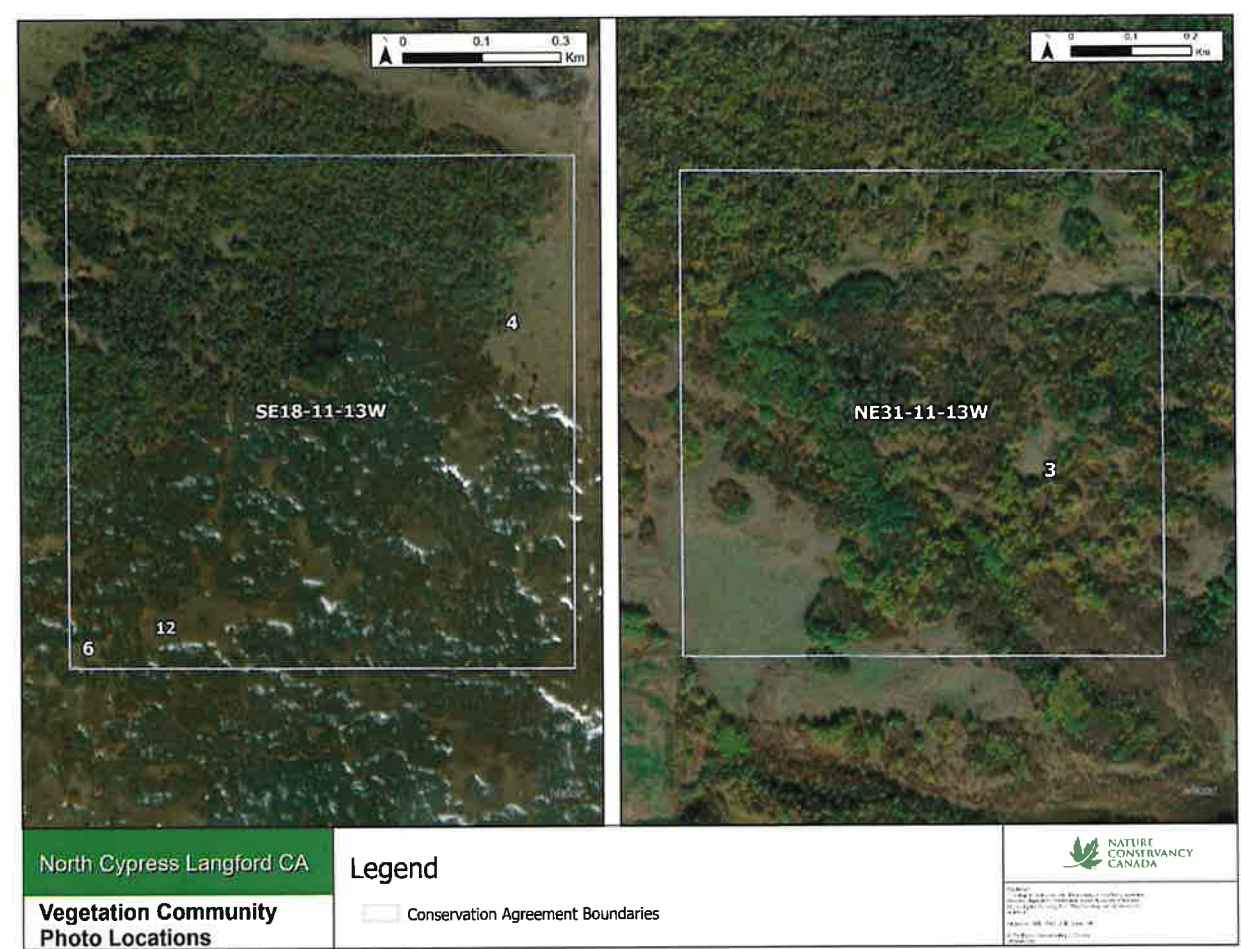 0 0.1 0.3
Km
0 0.1 0.2
Km
4
SE18-11-13W
12
6
NE31-11-13W
3
North Cypress Langford CA
Vegetation Community
Photo Locations
Legend
Conservation Agreement Boundaries
NATURE
CONSERVANCY
CANADA